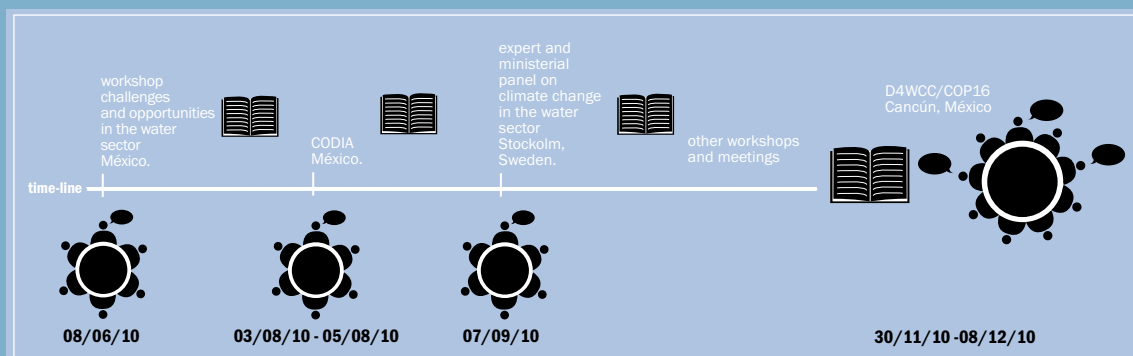 workshop
challenges
and opportunities
in the water
sector
México.
CODIA
México.
expert and
ministerial
panel on
climate change
in the water
sector
Stockolm,
Sweden.
other workshops
and meetings
D4WCC/COP16
Cancún, México
time-line
08/06/10
03/08/10 - 05/08/10
07/09/10
30/11/10 -08/12/10